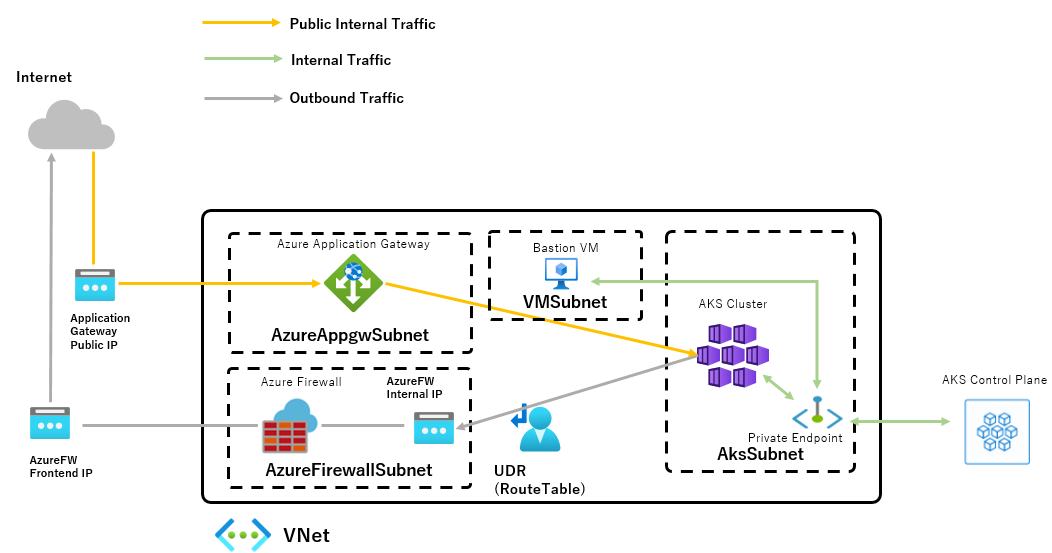 Public Internal Traffic
Internal Traffic
Outbound Traffic
Internet
Application
Gateway
Public IP
AzureFW
Frontend IP
Azure Application Gateway
AzureAppgwSubnet
Bastion VM
VMSubnet
AKS Cluster
Private Endpoint
AksSubnet
Azure Firewall
AzureFW
Internal IP
AzureFirewallSubnet
UDR
(RouteTable)
AKS Control Plane
VNet